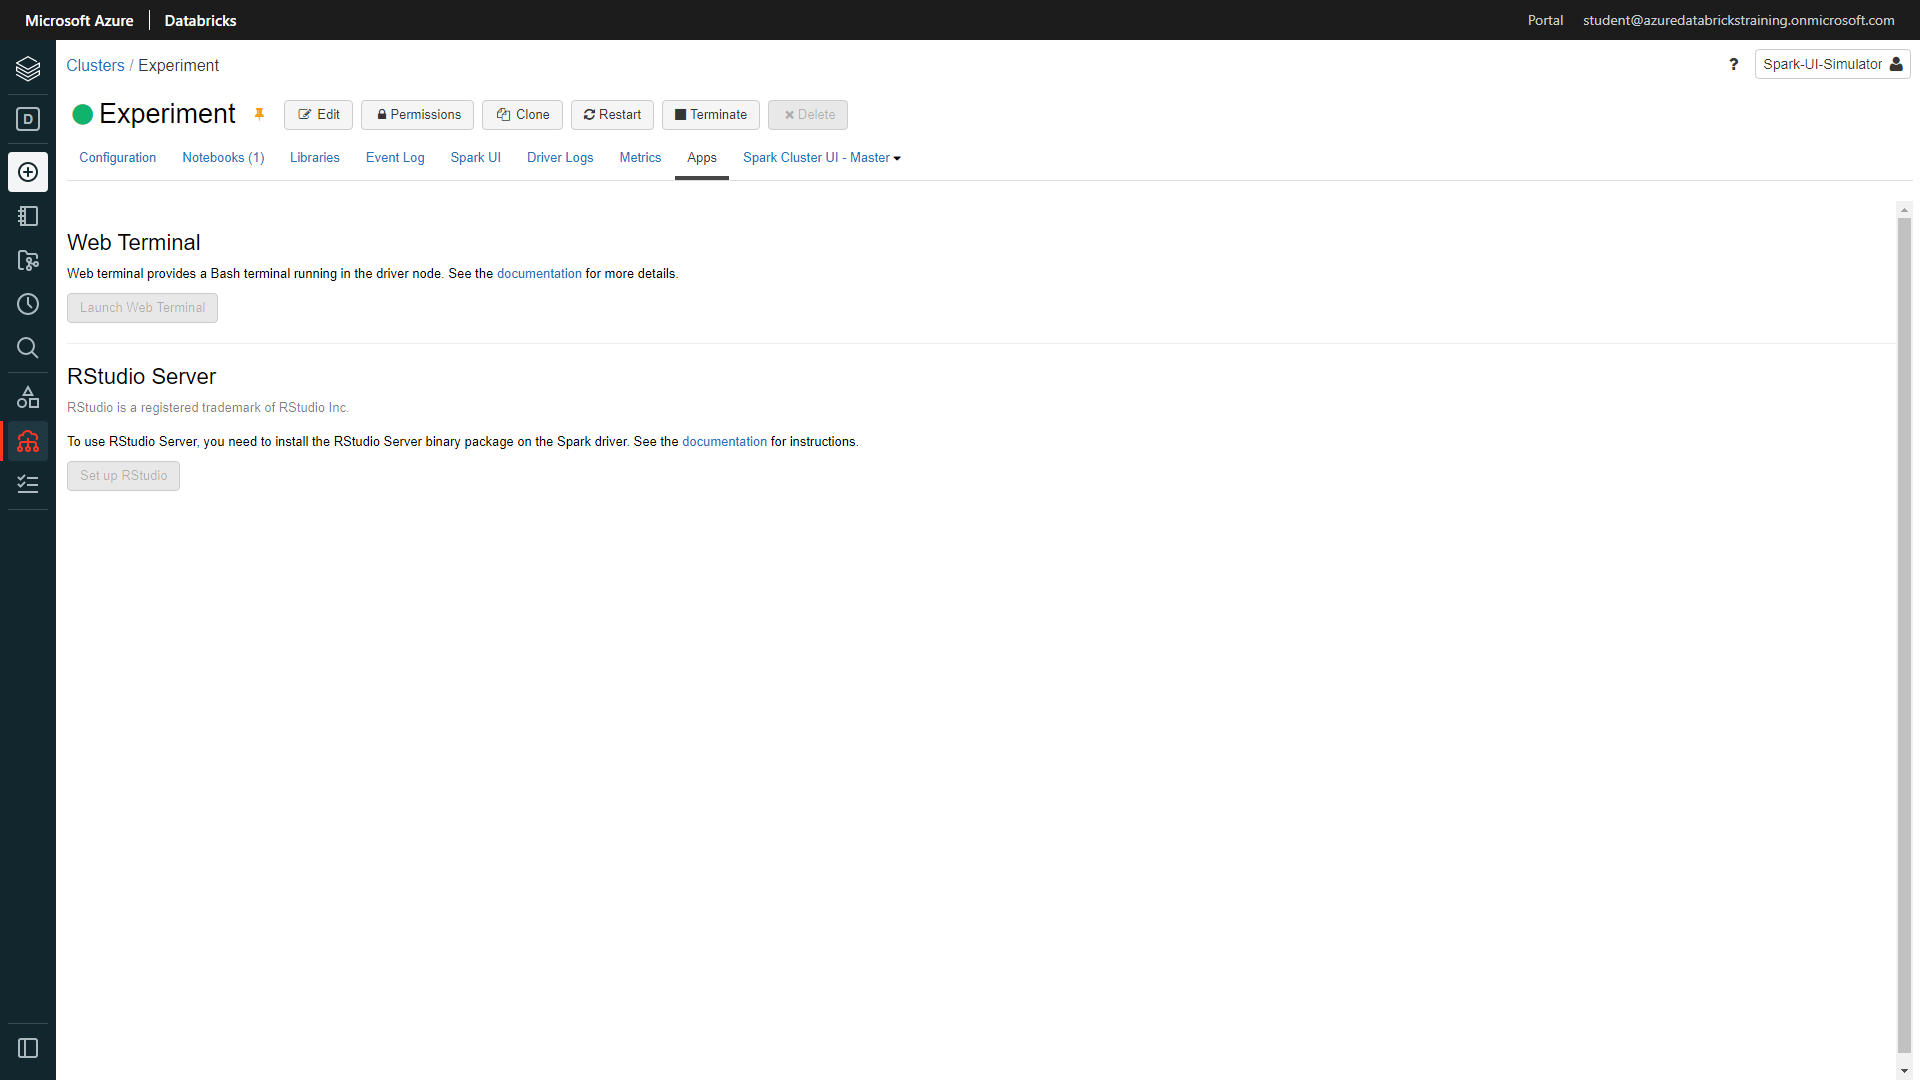 Microsoft Azure Databricks Portal student@azuredatabrickstraining.onmicrosoft.com
Clusters / Experiment ? Spark-UI-Simulator
Experiment Edit Permissions Clone Restart Terminate Delete
D
Configuration Notebooks (1) Libraries Event Log Spark UI Driver Logs Metrics Apps Spark Cluster UI - Master
Web Terminal
Web terminal provides a Bash terminal running in the driver node. See the documentation for more details.
Launch Web Terminal
RStudio Server
RStudio is a registered trademark of RStudio Inc.
To use RStudio Server, you need to install the RStudio Server binary package on the Spark driver. See the documentation for instructions.
Set up RStudio